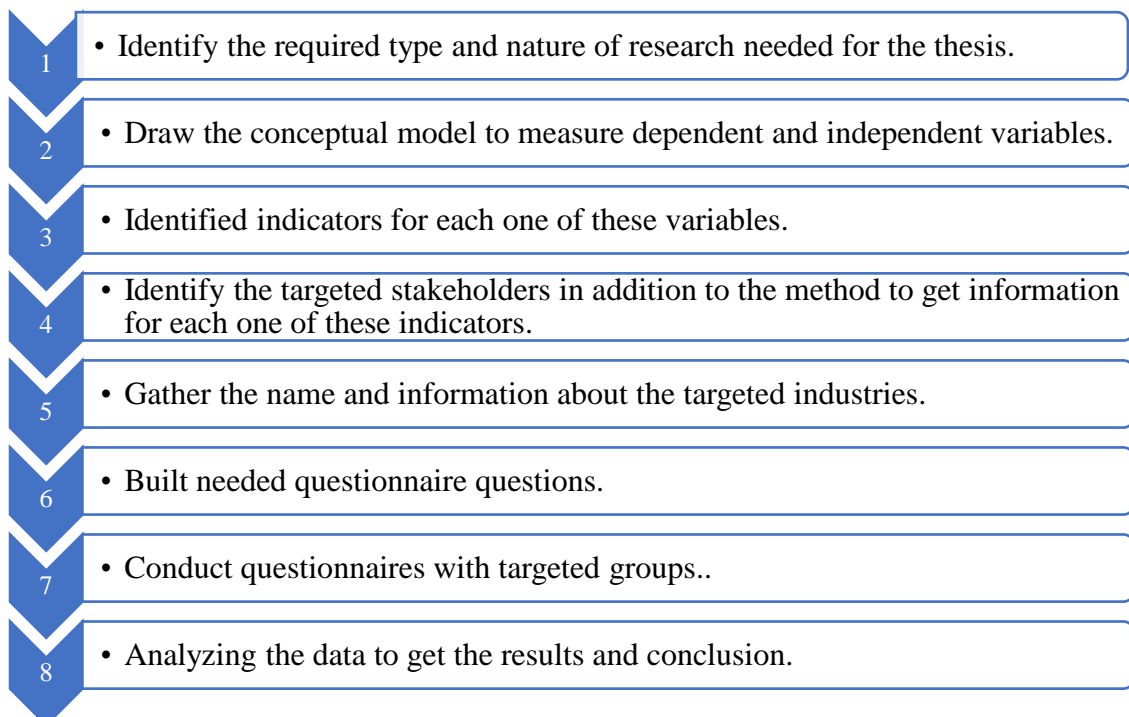 1
• Identify the required type and nature of research needed for the thesis.
2
• Draw the conceptual model to measure dependent and independent variables.
3
• Identified indicators for each one of these variables.
4
• Identify the targeted stakeholders in addition to the method to get information
for each one of these indicators.
5
• Gather the name and information about the targeted industries.
6
• Built needed questionnaire questions.
7
• Conduct questionnaires with targeted groups..
8
• Analyzing the data to get the results and conclusion.